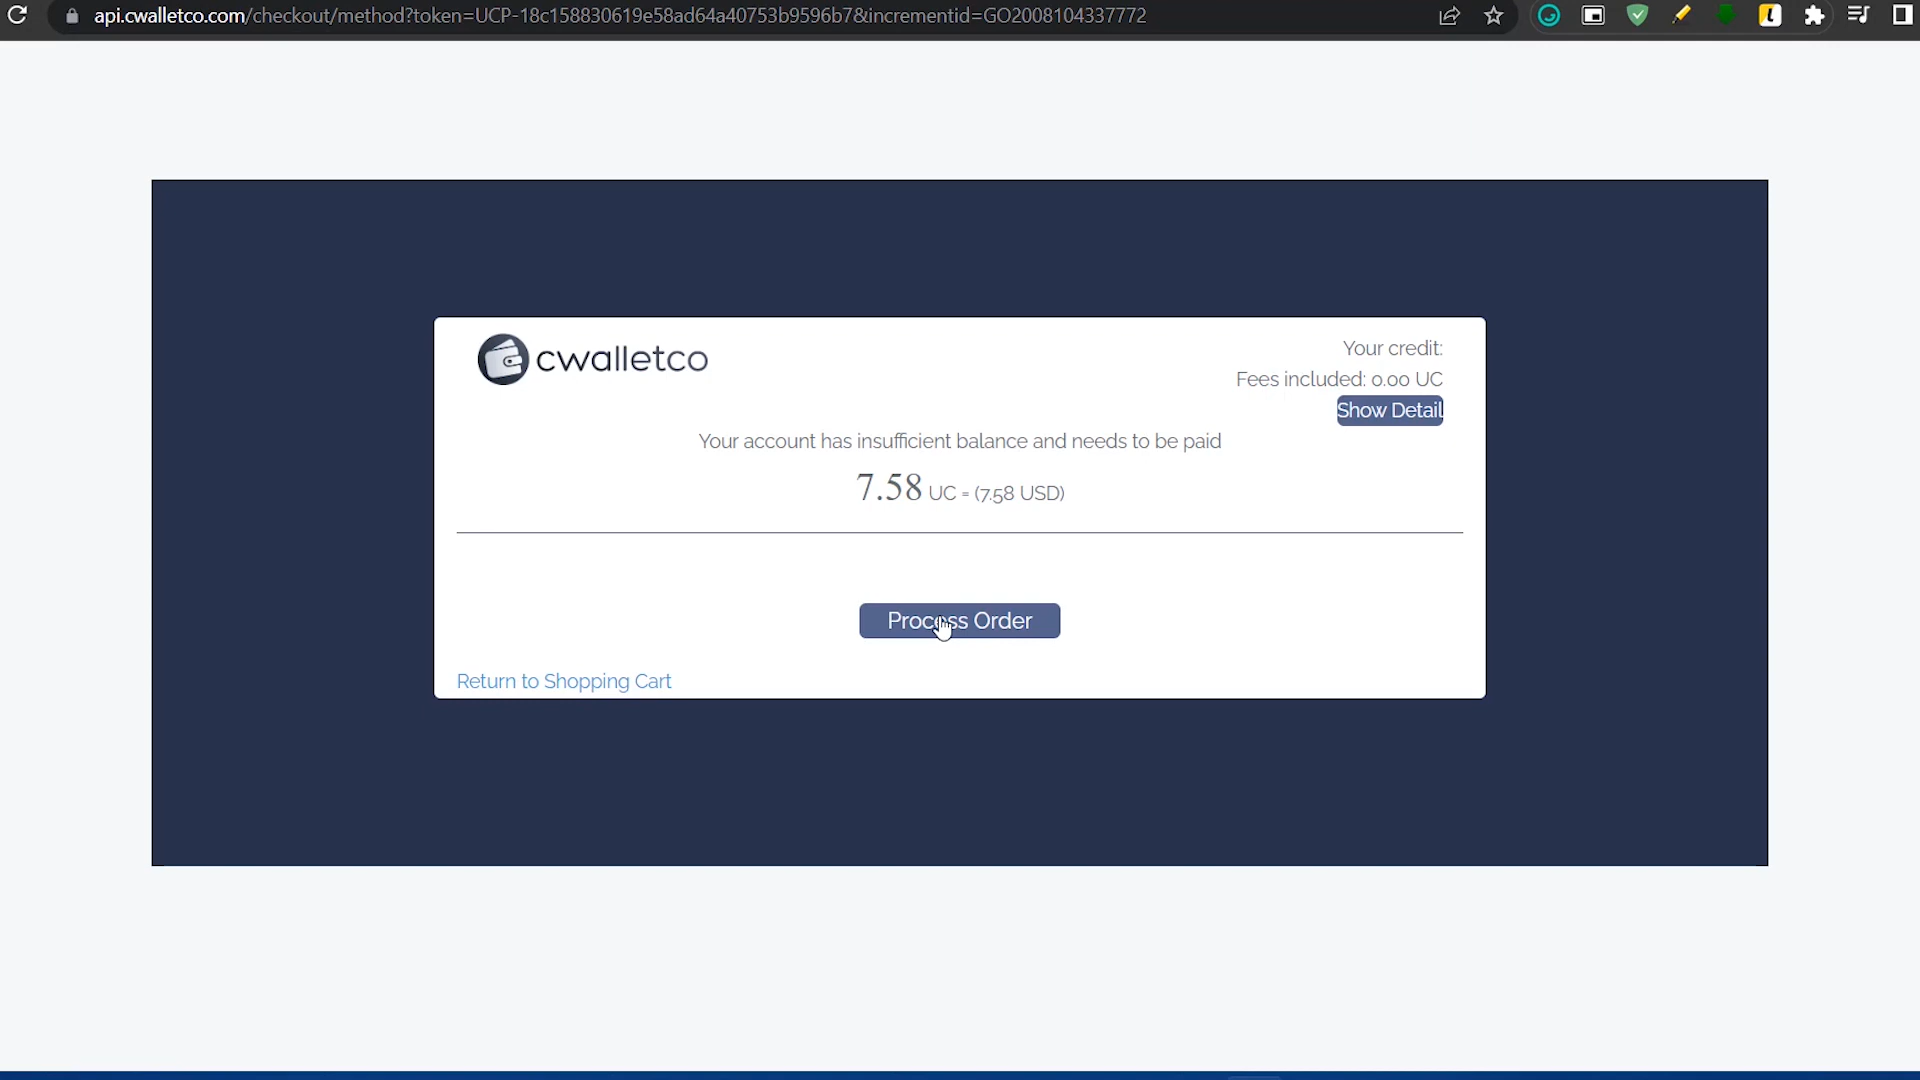 api.cwalletco.com/checkout/method?token=UCP-18c158830619e58ad64a40753b9596b7&incrementid=GO2008104337772
cwalletco
Your credit:
Fees included: 0.00 UC
Show Detail
Your account has insufficient balance and needs to be paid
7.58 UC = (7.58 USD)
Process Order
Return to Shopping Cart